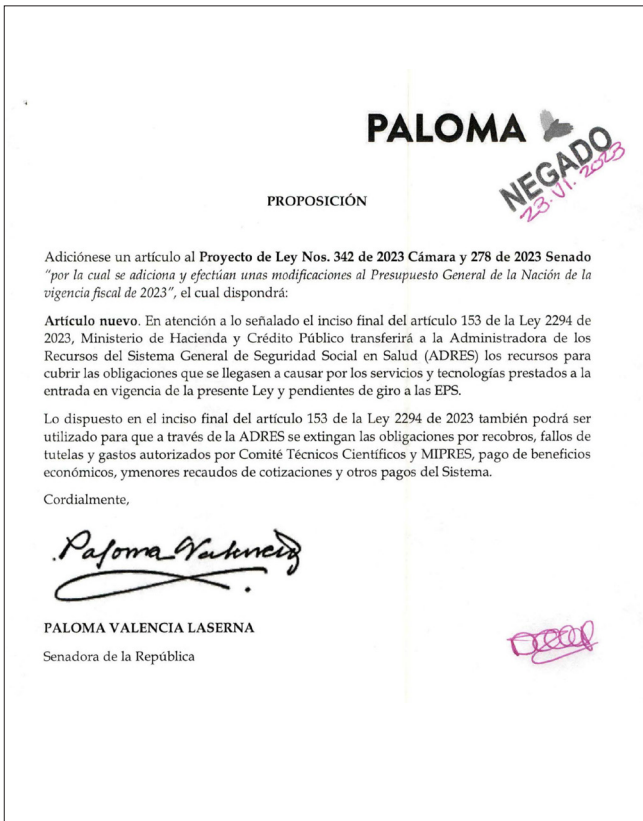 PALOMA
NEGADO
23.VI.2023
PROPOSICIÓN
Adiciónese un artículo al Proyecto de Ley Nos. 342 de 2023 Cámara y 278 de 2023 Senado
"por la cual se adiciona y efectúan unas modificaciones al Presupuesto General de la Nación de la
vigencia fiscal de 2023", el cual dispondrá:
Artículo nuevo. En atención a lo señalado el inciso final del artículo 153 de la Ley 2294 de
2023, Ministerio de Hacienda y Crédito Público transferirá a la Administradora de los
Recursos del Sistema General de Seguridad Social en Salud (ADRES) los recursos para
cubrir las obligaciones que se llegasen a causar por los servicios y tecnologías prestados a la
entrada en vigencia de la presente Ley y pendientes de giro a las EPS.
Lo dispuesto en el inciso final del artículo 153 de la Ley 2294 de 2023 también podrá ser
utilizado para que a través de la ADRES se extingan las obligaciones por recobros, fallos de
tutelas y gastos autorizados por Comité Técnicos Científicos y MIPRES, pago de beneficios
económicos, ymenores recaudos de cotizaciones y otros pagos del Sistema.
Cordialmente,
Paloma Valencia
PALOMA VALENCIA LASERNA
Senadora de la República